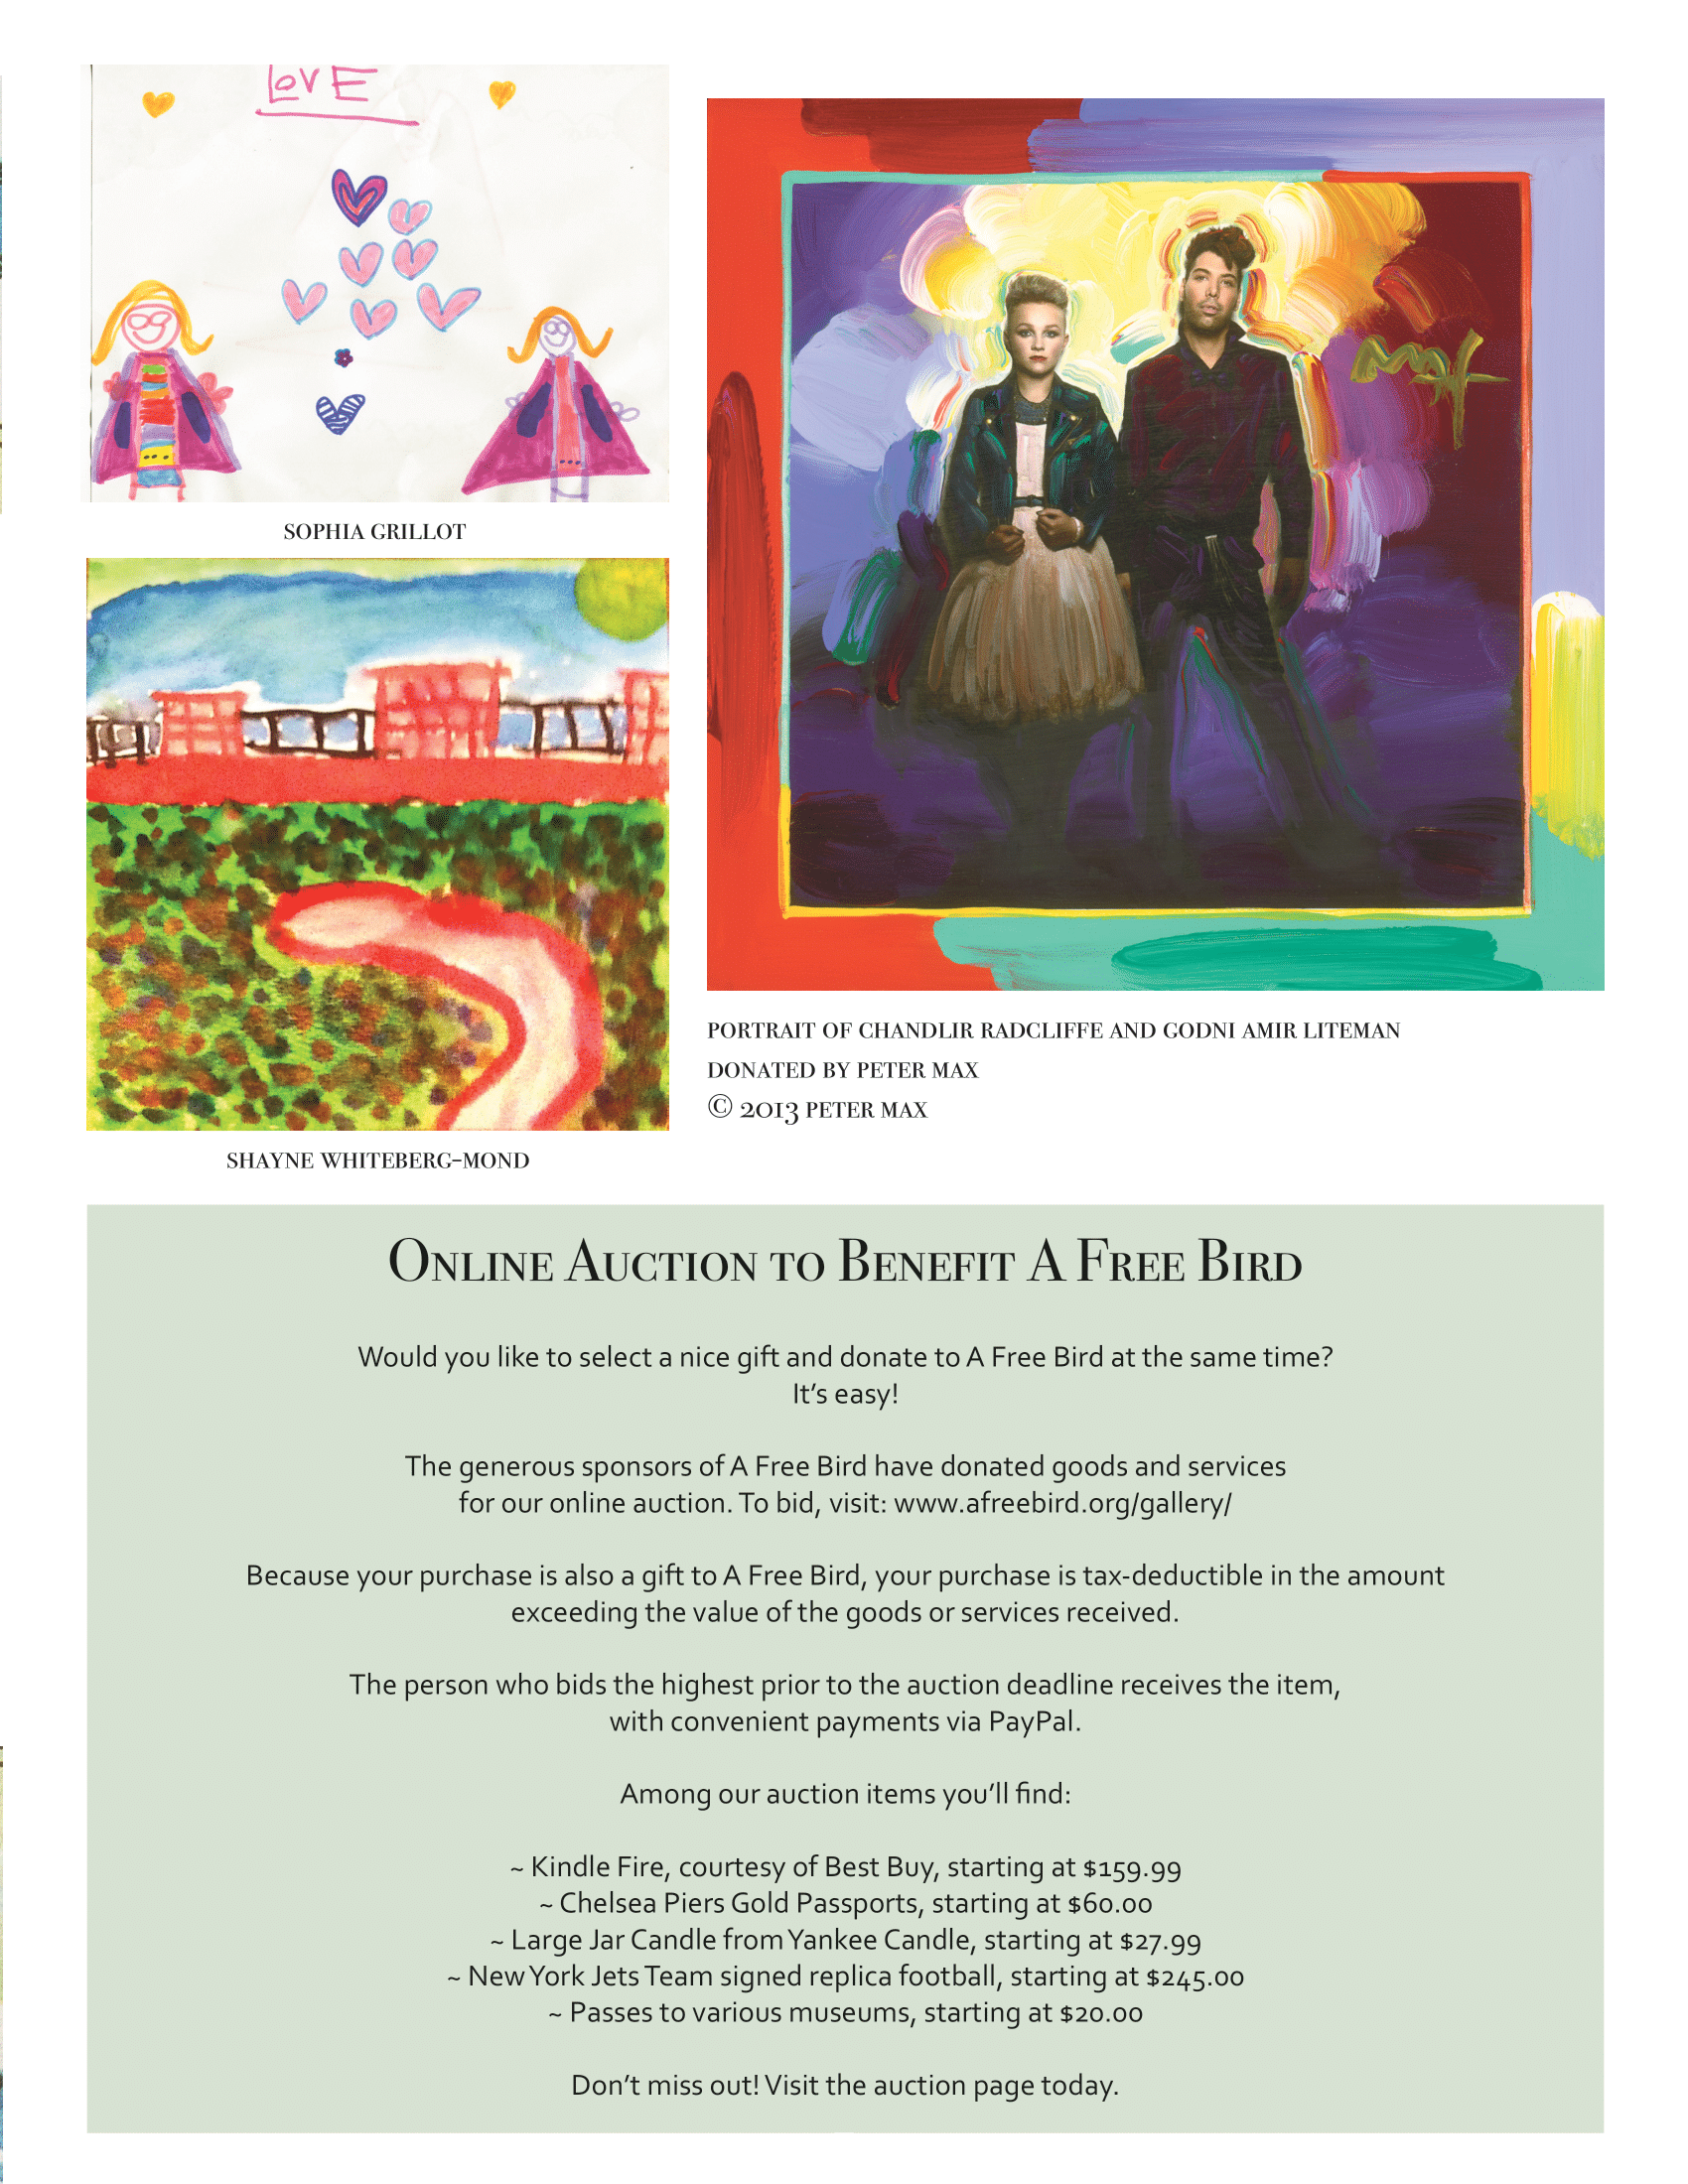 LOVE
SOPHIA GRILLOT
SHAYNE WHITEBERG-MOND
Max
PORTRAIT OF CHANDLIR RADCLIFFE AND GODNI AMIR LITEMAN
DONATED BY PETER MAX
© 2013 PETER MAX
Online Auction to Benefit A Free Bird
Would you like to select a nice gift and donate to A Free Bird at the same time?
It's easy!
The generous sponsors of A Free Bird have donated goods and services
for our online auction. To bid, visit: www.afreebird.org/gallery/
Because your purchase is also a gift to A Free Bird, your purchase is tax-deductible in the amount
exceeding the value of the goods or services received.
The person who bids the highest prior to the auction deadline receives the item,
with convenient payments via PayPal.
Among our auction items you'll find:
~ Kindle Fire, courtesy of Best Buy, starting at $159.99
~ Chelsea Piers Gold Passports, starting at $60.00
~ Large Jar Candle from Yankee Candle, starting at $27.99
~ New York Jets Team signed replica football, starting at $245.00
~ Passes to various museums, starting at $20.00
Don't miss out! Visit the auction page today.